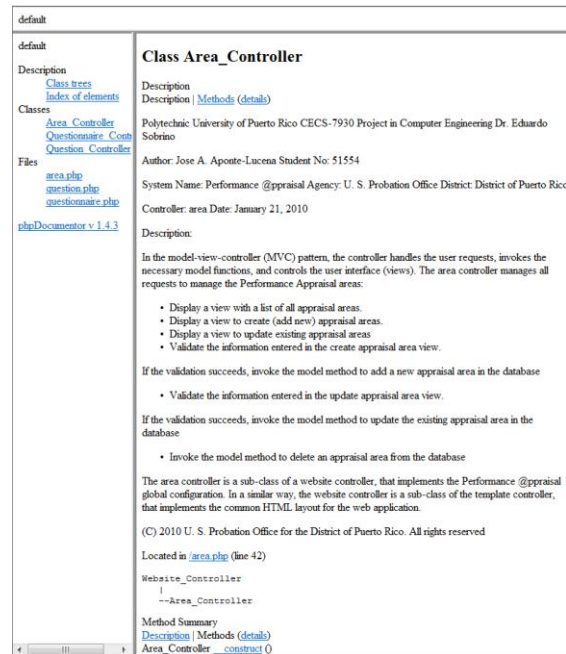 default
default
Description
Class trees
Index of elements
Classes
Area_Controller
Questionnaire_Cont
Question_Controller
Files
area.php
question.php
questionnaire.php
phpDocumentor v 1.4.3
Class Area_Controller
Description
Description | Methods (details)
Polytechnic University of Puerto Rico CECS-7930 Project in Computer Engineering Dr. Eduardo
Sobrino
Author: Jose A. Aponte-Lucena Student No: 51554
System Name: Performance @ppraisal Agency: U. S. Probation Office District: District of Puerto Rico
Controller: area Date: January 21, 2010
Description:
In the model-view-controller (MVC) pattern, the controller handles the user requests, invokes the
necessary model functions, and controls the user interface (views). The area controller manages all
requests to manage the Performance Appraisal areas:
• Display a view with a list of all appraisal areas.
• Display a view to create (add new) appraisal areas.
• Display a view to update existing appraisal areas
• Validate the information entered in the create appraisal area view.
If the validation succeeds, invoke the model method to add a new appraisal area in the database
• Validate the information entered in the update appraisal area view.
If the validation succeeds, invoke the model method to update the existing appraisal area in the
database
• Invoke the model method to delete an appraisal area from the database
The area controller is a sub-class of a website controller, that implements the Performance @ppraisal
global configuration. In a similar way, the website controller is a sub-class of the template controller,
that implements the common HTML layout for the web application.
(C) 2010 U. S. Probation Office for the District of Puerto Rico. All rights reserved
Located in /area.php (line 42)
Website_Controller
|
--Area_Controller
Method Summary
Description | Methods (details)
Area_Controller __construct ()